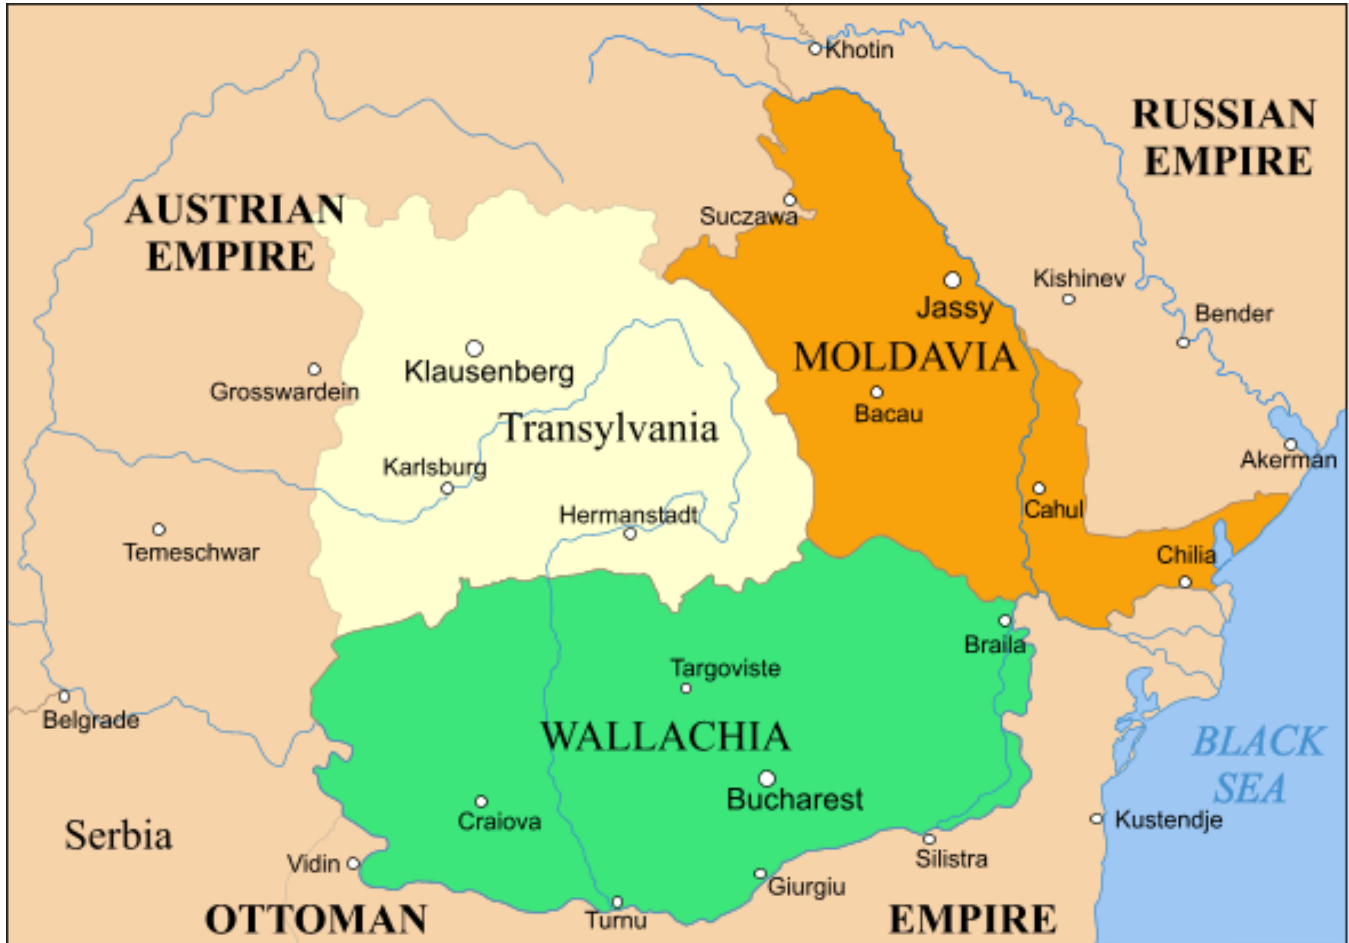 Khotin
RUSSIAN
EMPIRE
AUSTRIAN
EMPIRE
Suczawa
Kishinev
Jassy
Bender
MOLDAVIA
Klausenberg
Grosswardein
Bacau
Transylvania
Akerman
Karlsburg
Cahul
Hermanstadt
Temeschwar
Chilia
Braila
Targoviste
Belgrade
WALLACHIA
BLACK
SEA
Bucharest
Craiova
Kustendje
Serbia
Silistra
Vidin
Giurgiu
OTTOMAN
Turnu
EMPIRE